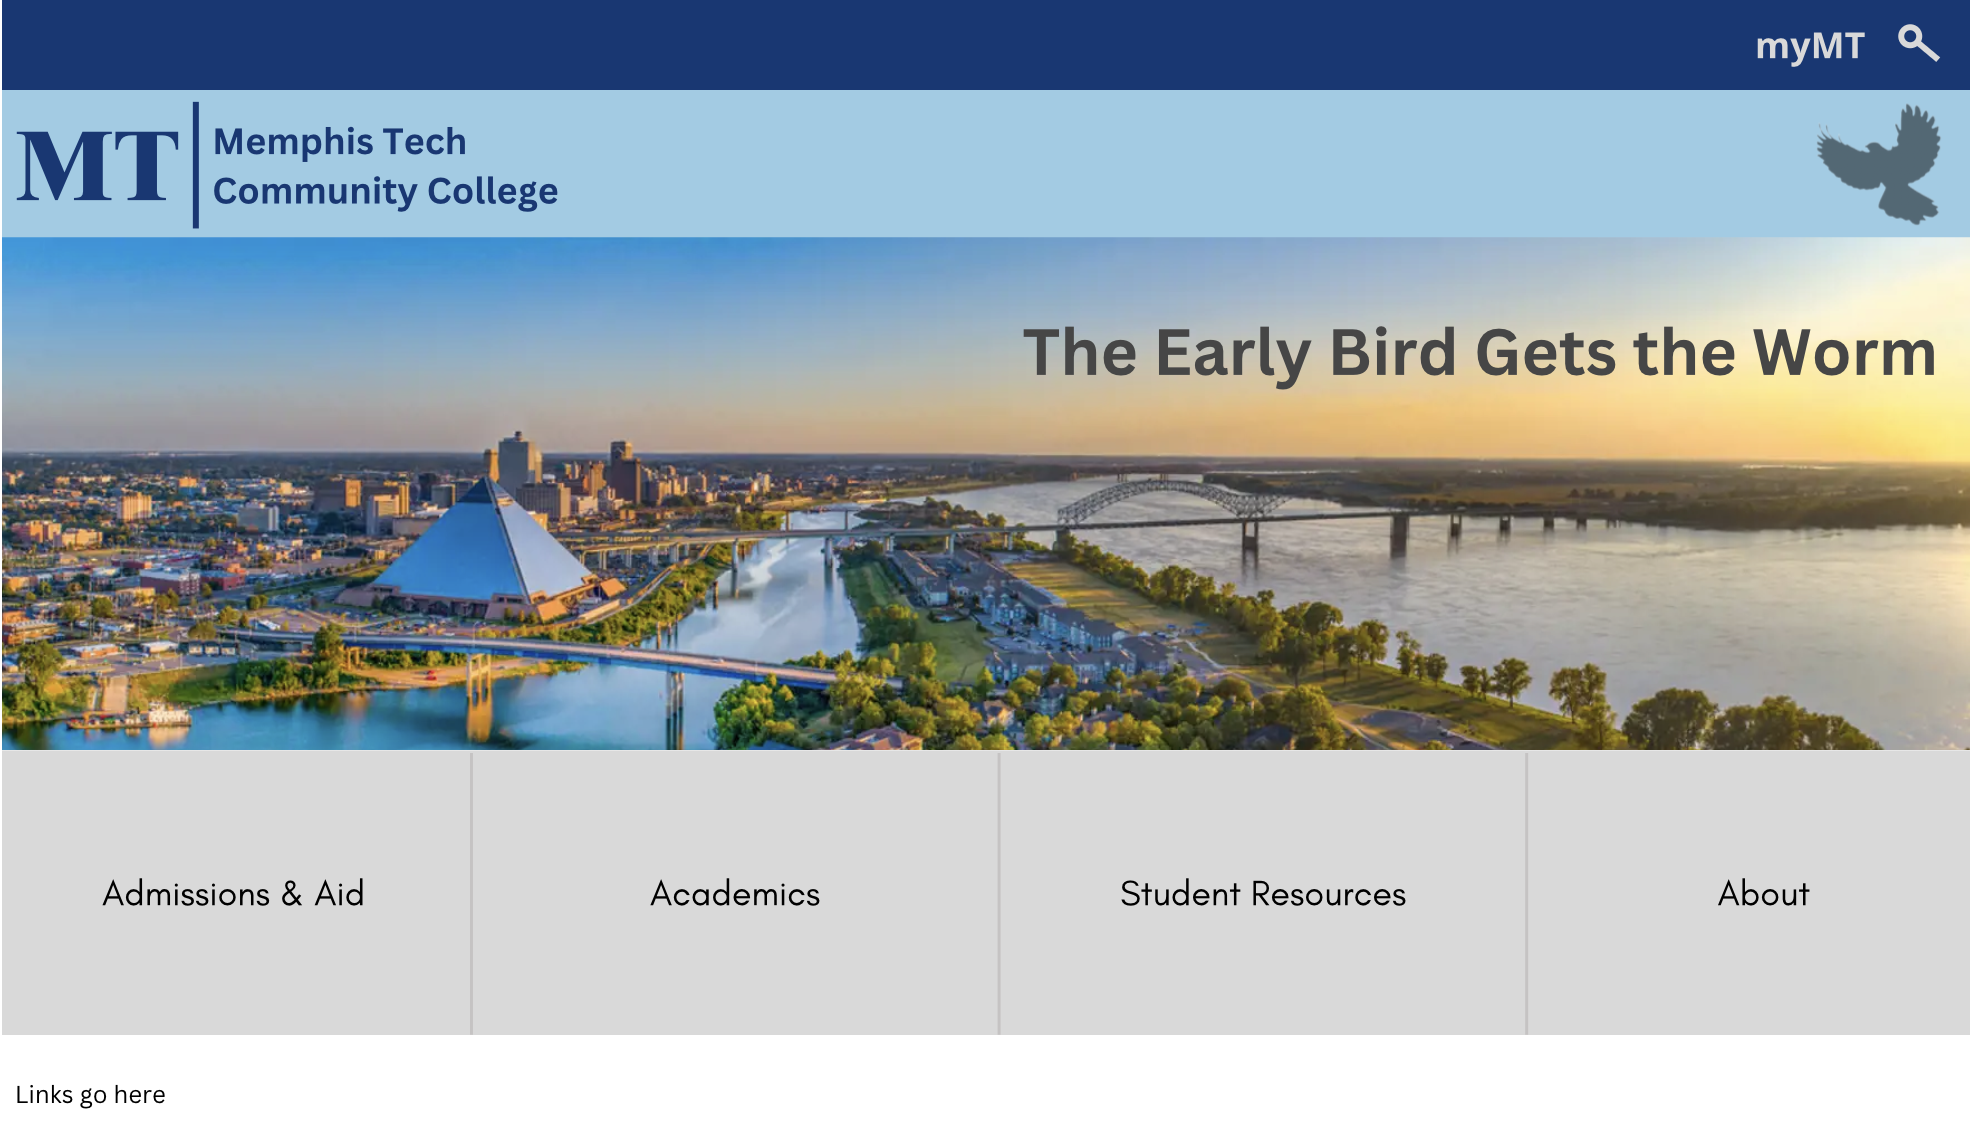 myMT
MT
Memphis Tech
Community College
The Early Bird Gets the Worm
Admissions & Aid
Academics
Student Resources
About
Links go here